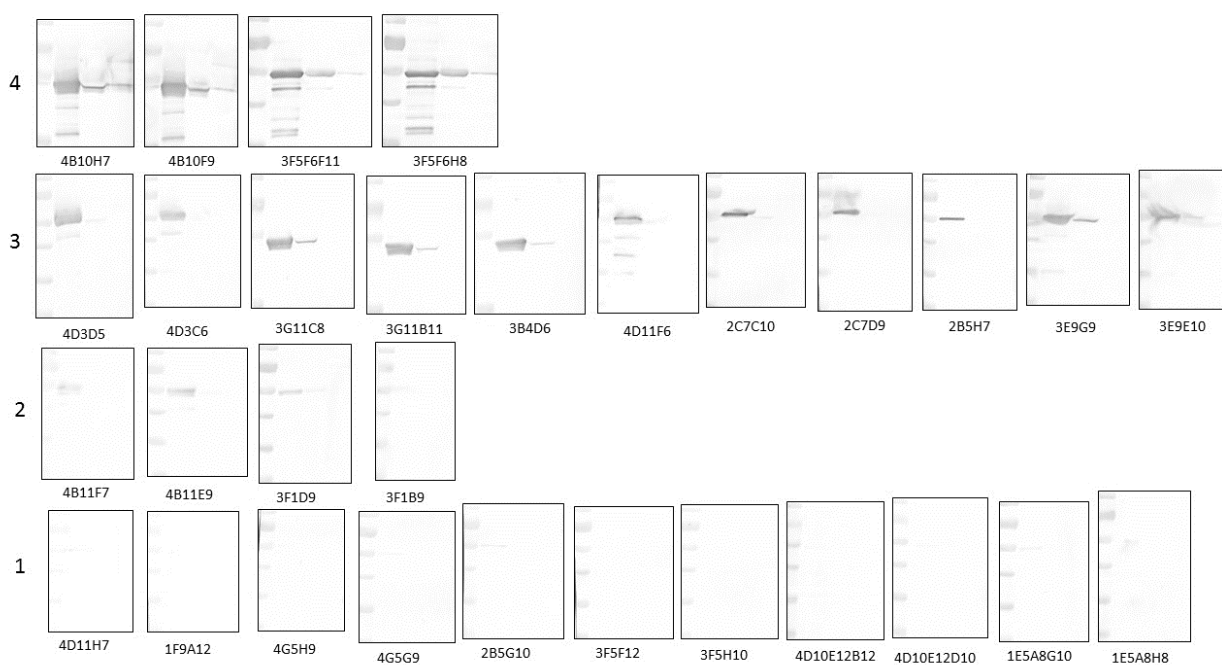 4
4B10H7 4B10F9 3F5F6F11 3F5F6H8
3
4D3D5 4D3C6 3G11C8 3G11B11 3B4D6 4D11F6 2C7C10 2C7D9 2B5H7 3E9G9 3E9E10
2
4B11F7 4B11E9 3F1D9 3F1B9
1
4D11H7 1F9A12 4G5H9 4G5G9 2B5G10 3F5F12 3F5H10 4D10E12B12 4D10E12D10 1E5A8G10 1E5A8H8